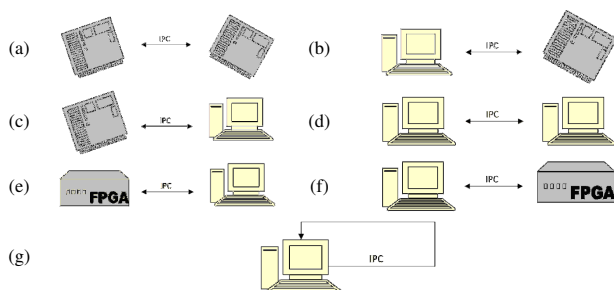 (a) IPC (b) IPC
(c) IPC (d) IPC
(e) FPGA IPC (f) IPC FPGA
(g) IPC